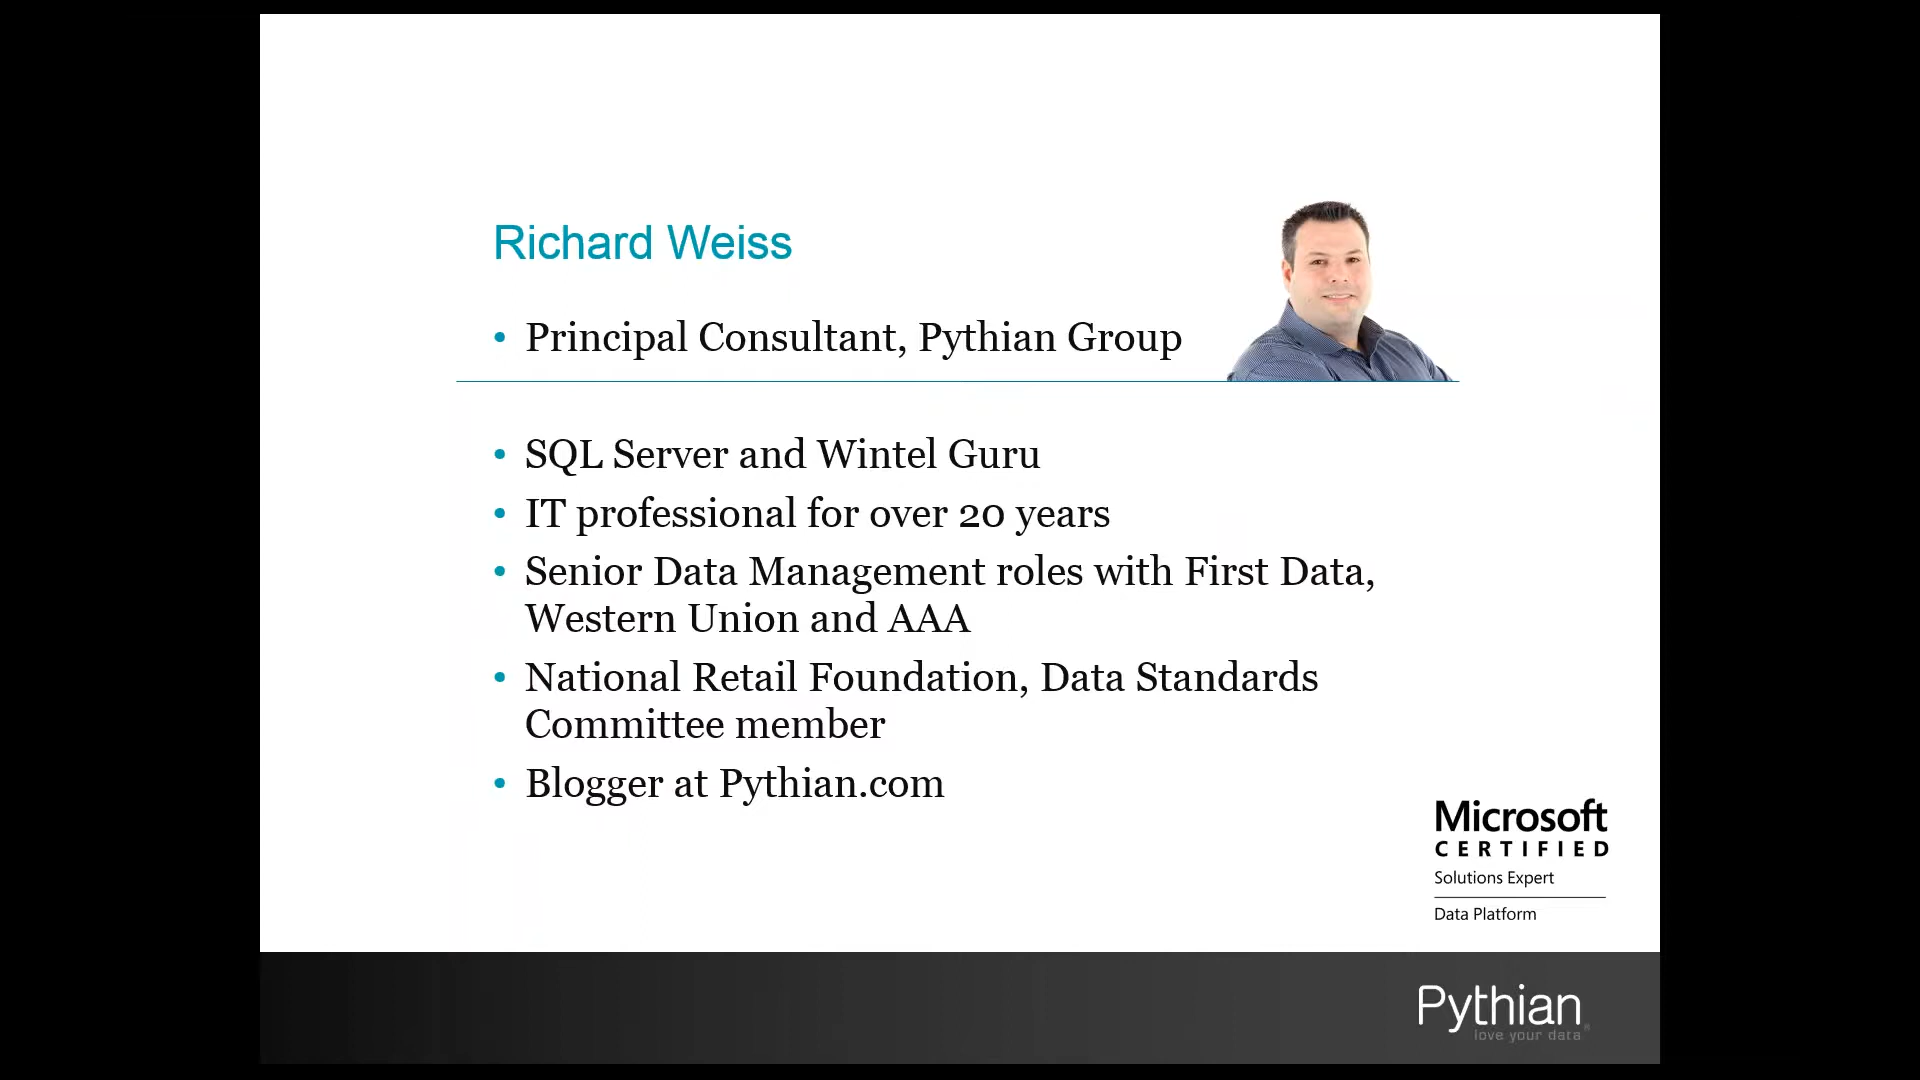 Richard Weiss
• Principal Consultant, Pythian Group
• SQL Server and Wintel Guru
• IT professional for over 20 years
• Senior Data Management roles with First Data,
Western Union and AAA
• National Retail Foundation, Data Standards
Committee member
• Blogger at Pythian.com
Microsoft
CERTIFIED
Solutions Expert
Data Platform
Pythian
love your data®